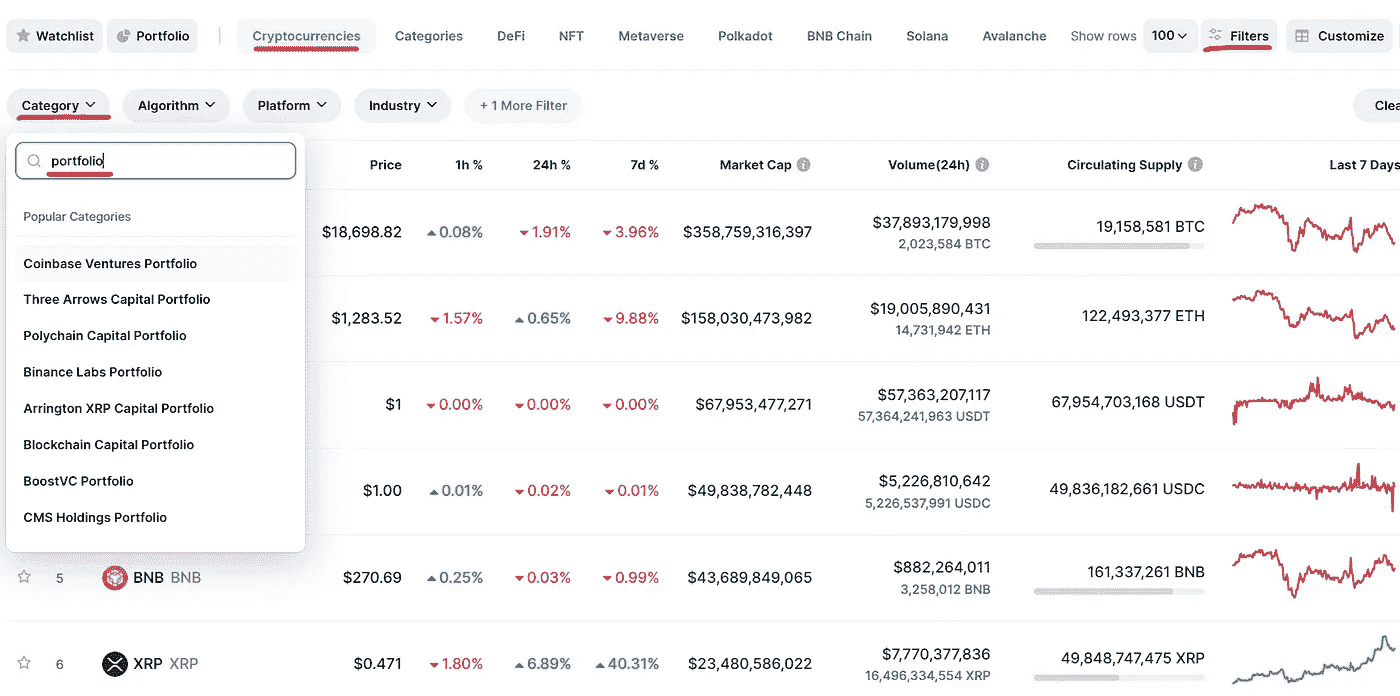 Watchlist Portfolio Cryptocurrencies Categories DeFi NFT Metaverse Polkadot BNB Chain Solana Avalanche Show rows 100 Filters Customize
Category Algorithm Platform Industry + 1 More Filter Clea
portfolio
Popular Categories
Coinbase Ventures Portfolio
Three Arrows Capital Portfolio
Polychain Capital Portfolio
Binance Labs Portfolio
Arrington XRP Capital Portfolio
Blockchain Capital Portfolio
BoostVC Portfolio
CMS Holdings Portfolio
Price 1h % 24h % 7d % Market Cap Volume(24h) Circulating Supply Last 7 Days
$18,698.82 0.08% 1.91% 3.96% $358,759,316,397 $37,893,179,998 19,158,581 BTC
2,023,584 BTC
$1,283.52 1.57% 0.65% 9.88% $158,030,473,982 $19,005,890,431 122,493,377 ETH
14,731,942 ETH
$1 0.00% 0.00% 0.00% $67,953,477,271 $57,363,207,117 67,954,703,168 USDT
57,364,241,963 USDT
$1.00 0.01% 0.02% 0.01% $49,838,782,448 $5,226,810,642 49,836,182,661 USDC
5,226,537,991 USDC
5 BNB BNB $270.69 0.25% 0.03% 0.99% $43,689,849,065 $882,264,011 161,337,261 BNB
3,258,012 BNB
6 XRP XRP $0.471 1.80% 6.89% 40.31% $23,480,586,022 $7,770,377,836 49,848,747,475 XRP
16,496,334,554 XRP